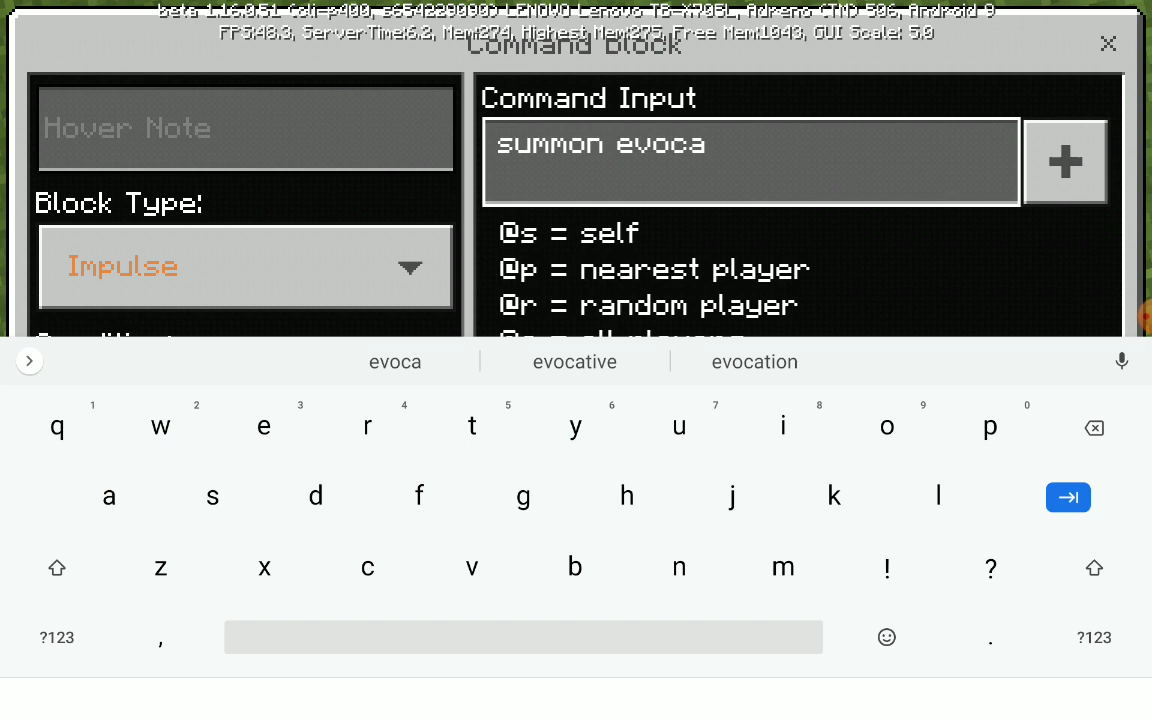 beta 1.16.0.51
LENOVO Lenovo TB-X705L, Adreno (TM) 506, Android 9
FPS:48.3, ServerTime:6.2, Mem:274, Highest Mem:275, Free Mem:1043, GUI Scale: 5.0
Command Block
Hover Note
Block Type:
Impulse
Command Input
summon evoca
@s = self
@p = nearest player
@r = random player
evoca evocative evocation
1 2 3 4 5 6 7 8 9 0
q w e r t y u i o p
a s d f g h j k l
z x c v b n m ! ?
?123 , . ?123